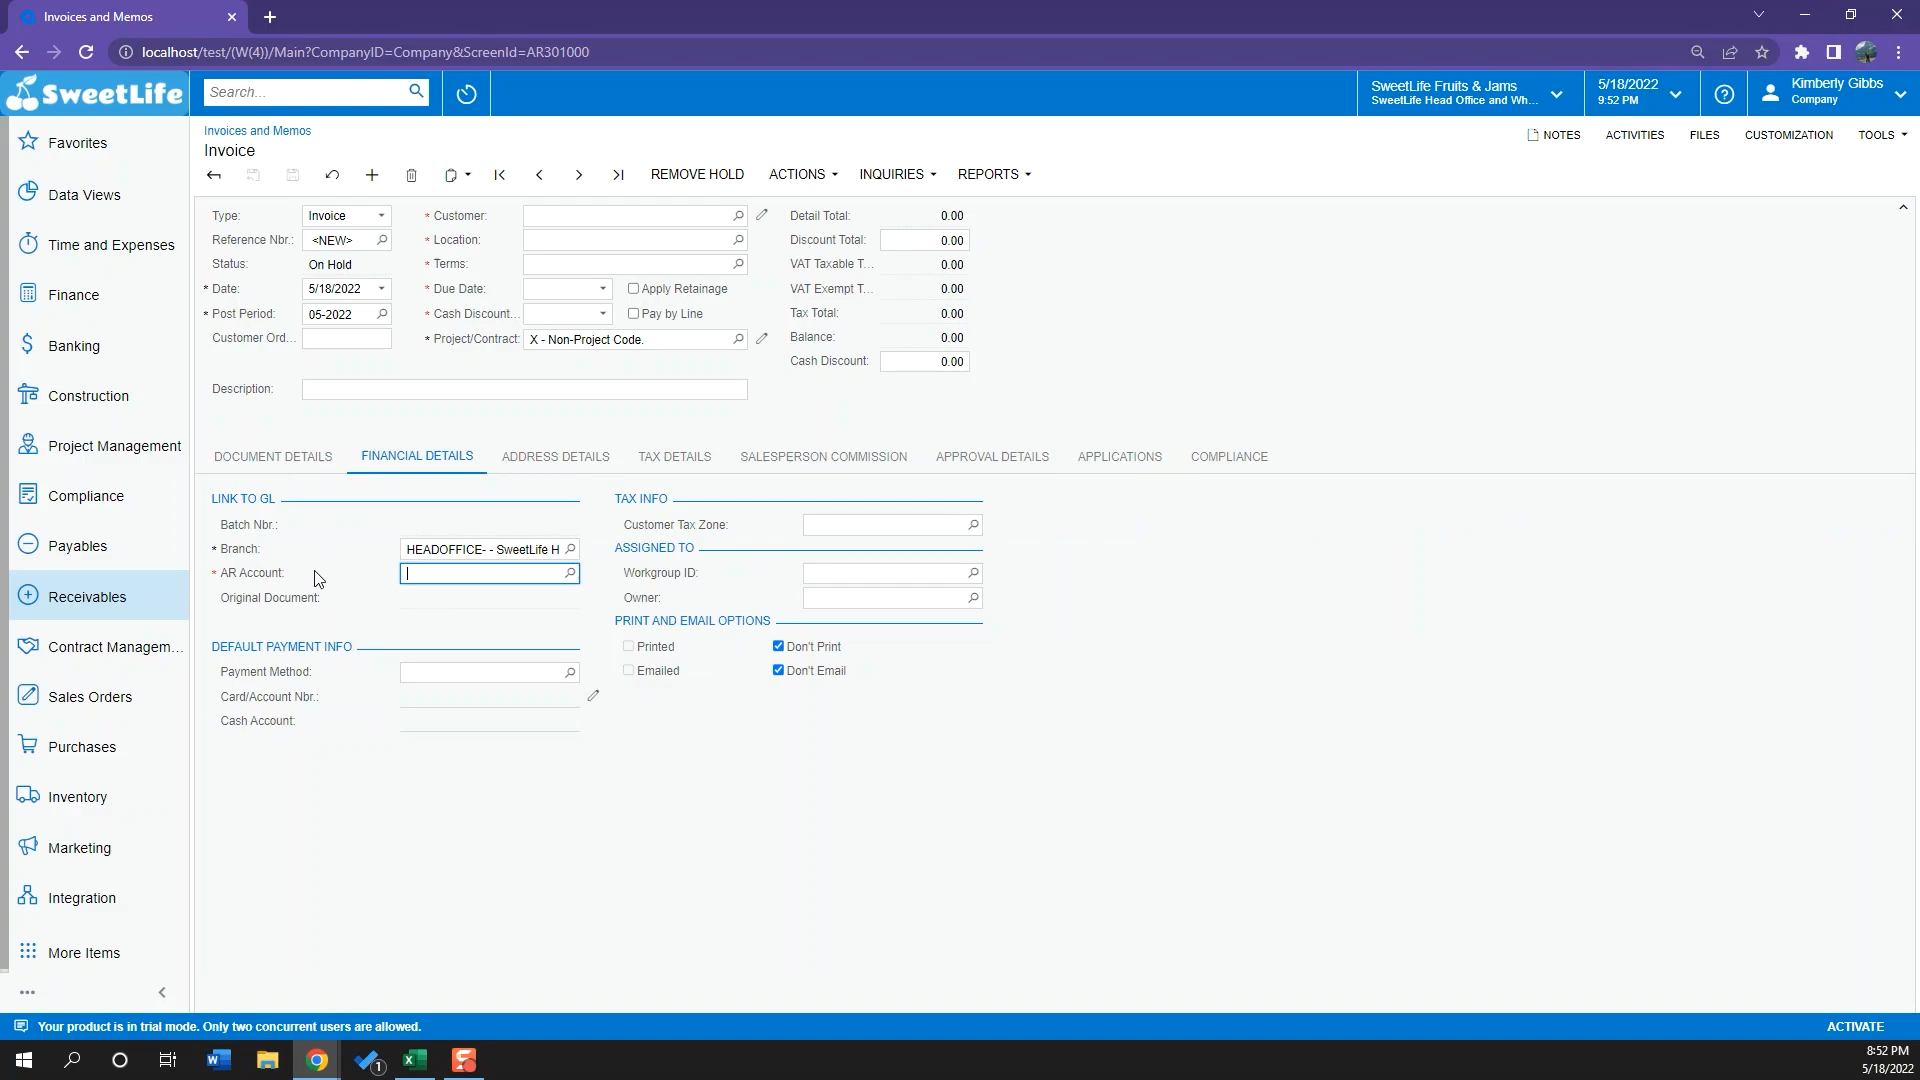 Invoices and Memos
localhost/test/(W(4))/Main?CompanyID=Company&ScreenId=AR301000
SweetLife
Search...
SweetLife Fruits & Jams
SweetLife Head Office and Wh...
5/18/2022
9:52 PM
Kimberly Gibbs
Company
Favorites
Data Views
Time and Expenses
Finance
Banking
Construction
Project Management
Compliance
Payables
Receivables
Contract Managem...
Sales Orders
Purchases
Inventory
Marketing
Integration
More Items
Invoices and Memos
Invoice
NOTES ACTIVITIES FILES CUSTOMIZATION TOOLS
REMOVE HOLD ACTIONS INQUIRIES REPORTS
Type: Invoice * Customer: Detail Total: 0.00
Reference Nbr.: <NEW> * Location: Discount Total: 0.00
Status: On Hold * Terms: VAT Taxable T... 0.00
* Date: 5/18/2022 * Due Date: Apply Retainage VAT Exempt T... 0.00
* Post Period: 05-2022 * Cash Discount... Pay by Line Tax Total: 0.00
Customer Ord... * Project/Contract: X - Non-Project Code. Balance: 0.00
Cash Discount: 0.00
Description:
DOCUMENT DETAILS FINANCIAL DETAILS ADDRESS DETAILS TAX DETAILS SALESPERSON COMMISSION APPROVAL DETAILS APPLICATIONS COMPLIANCE
LINK TO GL
Batch Nbr.:
* Branch: HEADOFFICE- - SweetLife H
* AR Account:
Original Document:
DEFAULT PAYMENT INFO
Payment Method:
Card/Account Nbr.:
Cash Account:
TAX INFO
Customer Tax Zone:
ASSIGNED TO
Workgroup ID:
Owner:
PRINT AND EMAIL OPTIONS
Printed Don't Print
Emailed Don't Email
Your product is in trial mode. Only two concurrent users are allowed.
ACTIVATE
1
8:52 PM
5/18/2022